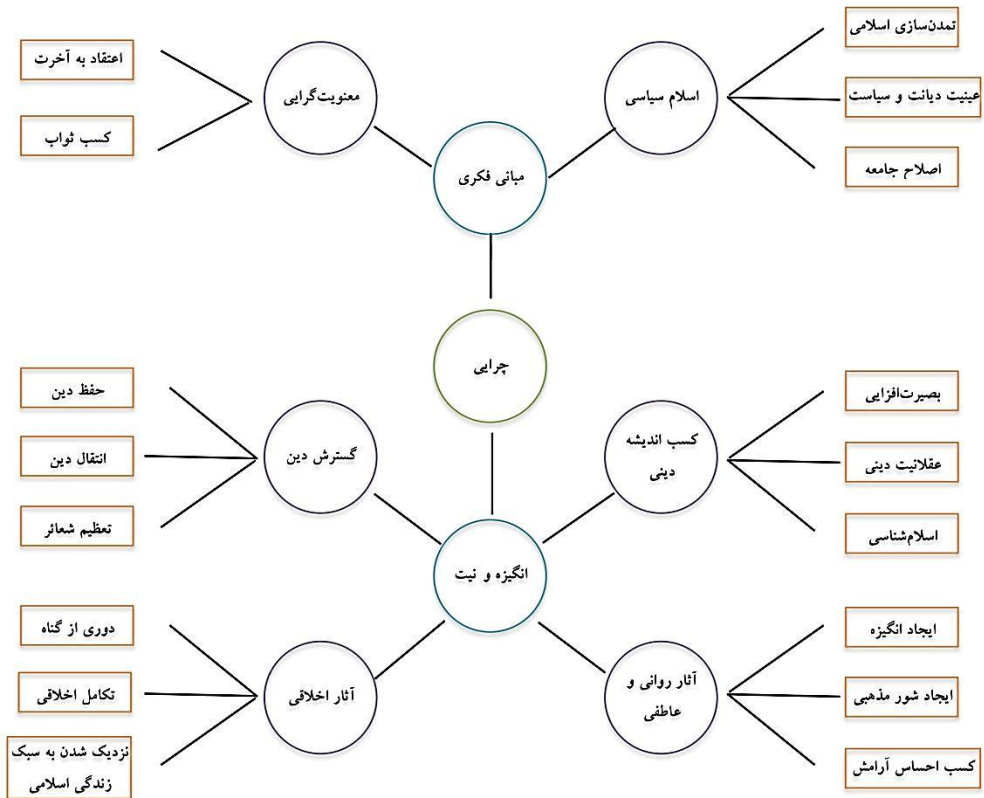 تمدن‌سازی اسلامی
عینیت دیانت و سیاست
اصلاح جامعه
اسلام سیاسی
معنویت‌گرایی
اعتقاد به آخرت
کسب ثواب
مبانی فکری
چرایی
بصیرت‌افزایی
عقلانیت دینی
اسلام‌شناسی
کسب اندیشه
دینی
گسترش دین
حفظ دین
انتقال دین
تعظیم شعائر
انگیزه و نیت
ایجاد انگیزه
ایجاد شور مذهبی
کسب احساس آرامش
آثار روانی و
عاطفی
آثار اخلاقی
دوری از گناه
تکامل اخلاقی
نزدیک شدن به سبک
زندگی اسلامی